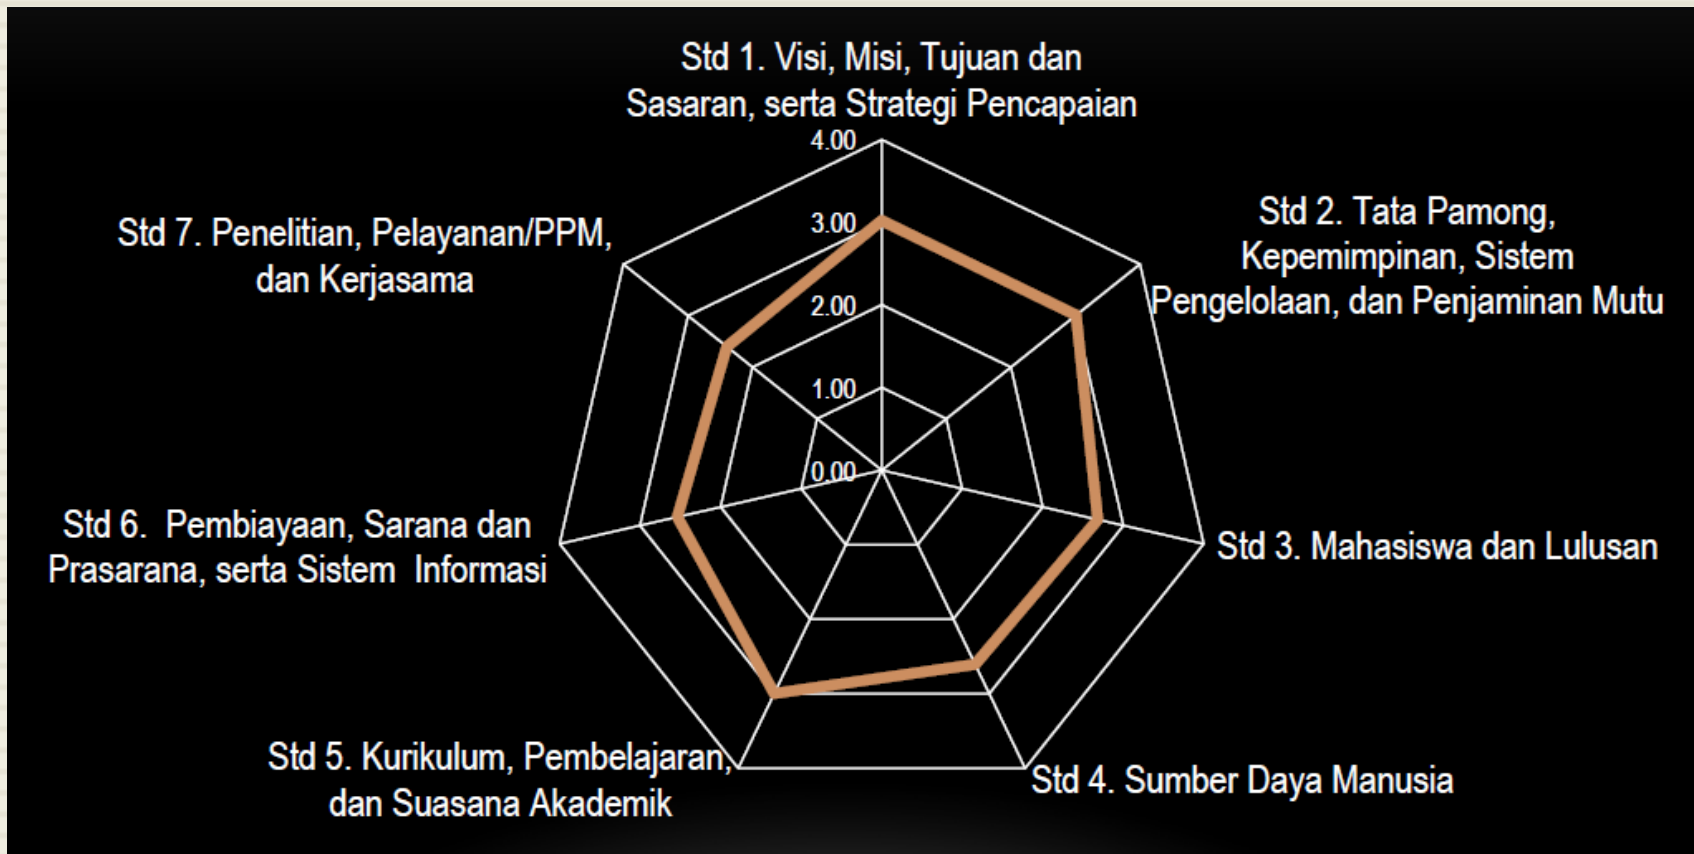 Std 1. Visi, Misi, Tujuan dan
Sasaran, serta Strategi Pencapaian
4.00
3.00
2.00
1.00
0.00
Std 2. Tata Pamong,
Kepemimpinan, Sistem
Pengelolaan, dan Penjaminan Mutu
Std 3. Mahasiswa dan Lulusan
Std 4. Sumber Daya Manusia
Std 5. Kurikulum, Pembelajaran,
dan Suasana Akademik
Std 6.  Pembiayaan, Sarana dan
Prasarana, serta Sistem  Informasi
Std 7. Penelitian, Pelayanan/PPM,
dan Kerjasama